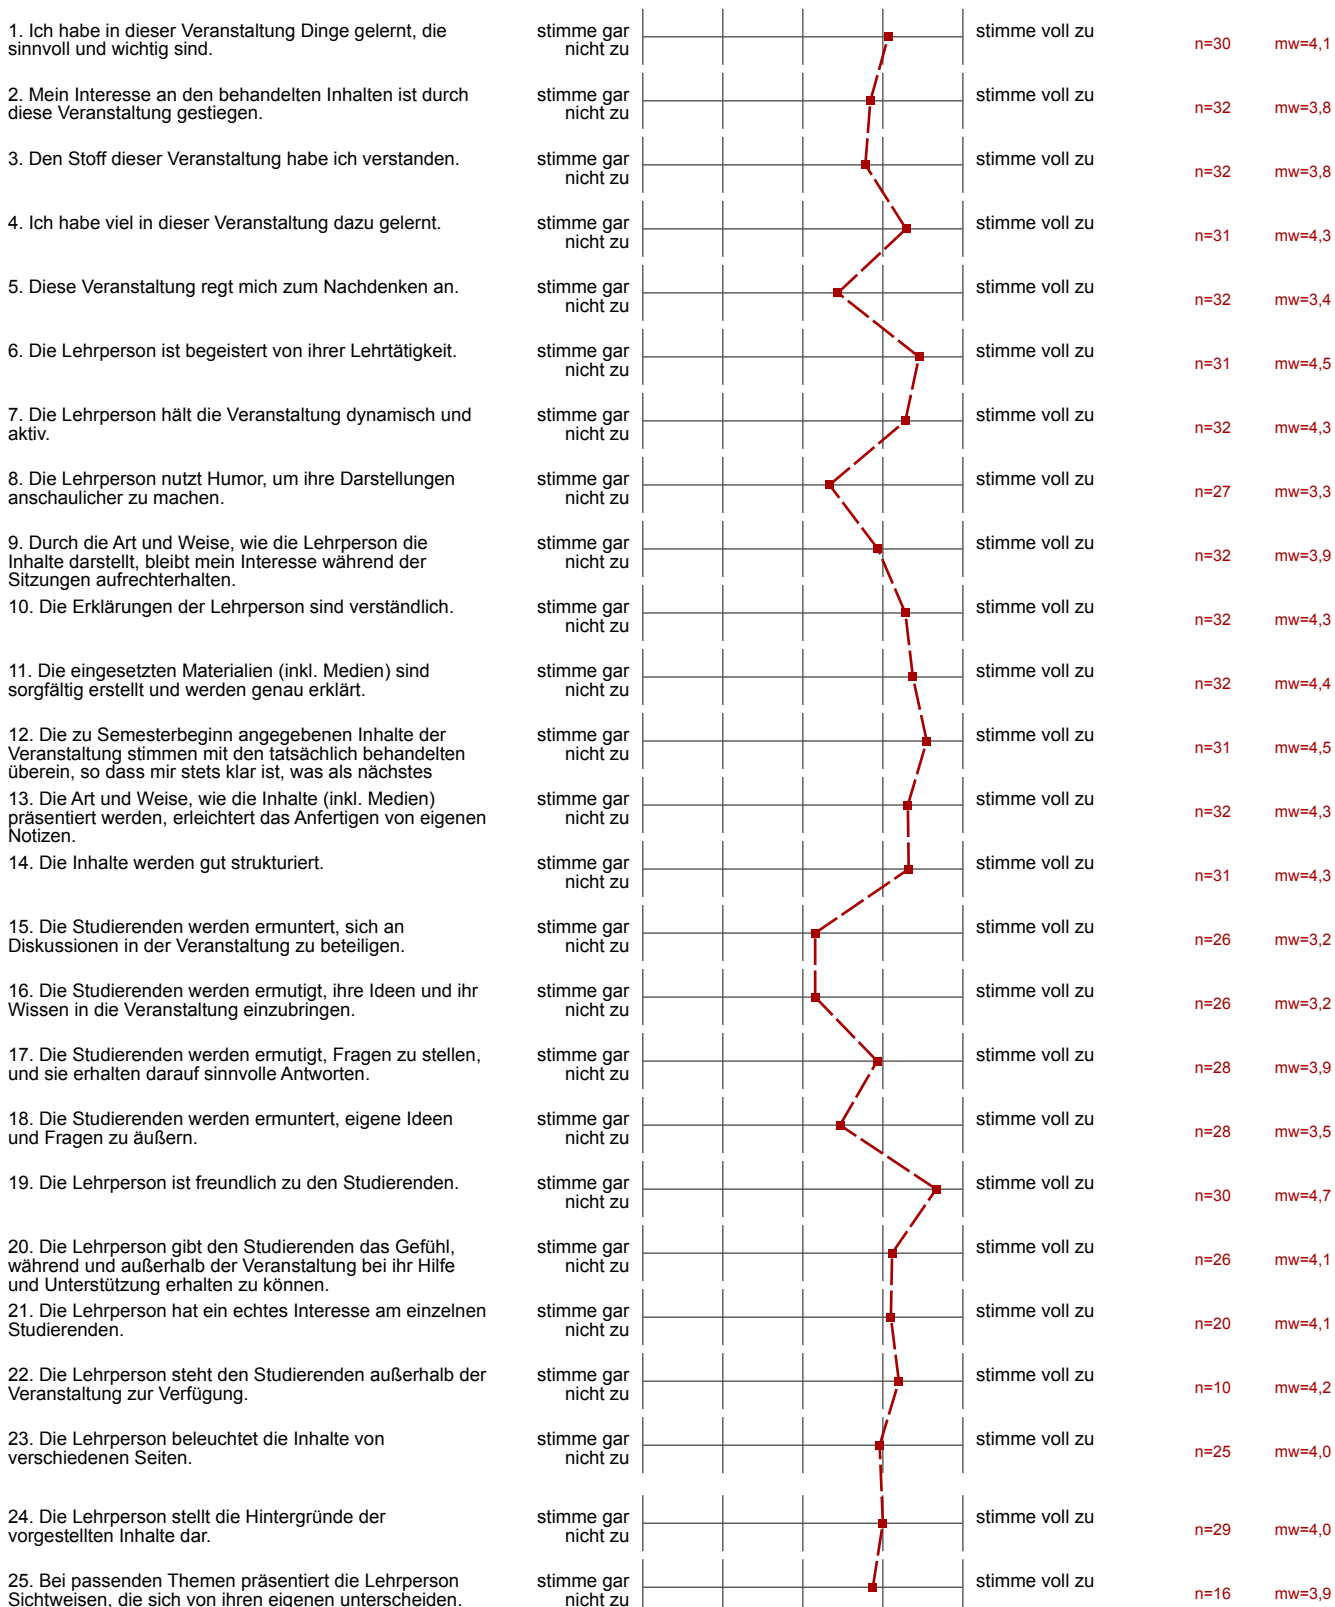 1. Ich habe in dieser Veranstaltung Dinge gelernt, die
sinnvoll und wichtig sind.
stimme gar
nicht zu
stimme voll zu
n=30 mw=4,1
2. Mein Interesse an den behandelten Inhalten ist durch
diese Veranstaltung gestiegen.
stimme gar
nicht zu
stimme voll zu
n=32 mw=3,8
3. Den Stoff dieser Veranstaltung habe ich verstanden.
stimme gar
nicht zu
stimme voll zu
n=32 mw=3,8
4. Ich habe viel in dieser Veranstaltung dazu gelernt.
stimme gar
nicht zu
stimme voll zu
n=31 mw=4,3
5. Diese Veranstaltung regt mich zum Nachdenken an.
stimme gar
nicht zu
stimme voll zu
n=32 mw=3,4
6. Die Lehrperson ist begeistert von ihrer Lehrtätigkeit.
stimme gar
nicht zu
stimme voll zu
n=31 mw=4,5
7. Die Lehrperson hält die Veranstaltung dynamisch und
aktiv.
stimme gar
nicht zu
stimme voll zu
n=32 mw=4,3
8. Die Lehrperson nutzt Humor, um ihre Darstellungen
anschaulicher zu machen.
stimme gar
nicht zu
stimme voll zu
n=27 mw=3,3
9. Durch die Art und Weise, wie die Lehrperson die
Inhalte darstellt, bleibt mein Interesse während der
Sitzungen aufrechterhalten.
stimme gar
nicht zu
stimme voll zu
n=32 mw=3,9
10. Die Erklärungen der Lehrperson sind verständlich.
stimme gar
nicht zu
stimme voll zu
n=32 mw=4,3
11. Die eingesetzten Materialien (inkl. Medien) sind
sorgfältig erstellt und werden genau erklärt.
stimme gar
nicht zu
stimme voll zu
n=32 mw=4,4
12. Die zu Semesterbeginn angegebenen Inhalte der
Veranstaltung stimmen mit den tatsächlich behandelten
überein, so dass mir stets klar ist, was als nächstes
stimme gar
nicht zu
stimme voll zu
n=31 mw=4,5
13. Die Art und Weise, wie die Inhalte (inkl. Medien)
präsentiert werden, erleichtert das Anfertigen von eigenen
Notizen.
stimme gar
nicht zu
stimme voll zu
n=32 mw=4,3
14. Die Inhalte werden gut strukturiert.
stimme gar
nicht zu
stimme voll zu
n=31 mw=4,3
15. Die Studierenden werden ermuntert, sich an
Diskussionen in der Veranstaltung zu beteiligen.
stimme gar
nicht zu
stimme voll zu
n=26 mw=3,2
16. Die Studierenden werden ermutigt, ihre Ideen und ihr
Wissen in die Veranstaltung einzubringen.
stimme gar
nicht zu
stimme voll zu
n=26 mw=3,2
17. Die Studierenden werden ermutigt, Fragen zu stellen,
und sie erhalten darauf sinnvolle Antworten.
stimme gar
nicht zu
stimme voll zu
n=28 mw=3,9
18. Die Studierenden werden ermuntert, eigene Ideen
und Fragen zu äußern.
stimme gar
nicht zu
stimme voll zu
n=28 mw=3,5
19. Die Lehrperson ist freundlich zu den Studierenden.
stimme gar
nicht zu
stimme voll zu
n=30 mw=4,7
20. Die Lehrperson gibt den Studierenden das Gefühl,
während und außerhalb der Veranstaltung bei ihr Hilfe
und Unterstützung erhalten zu können.
stimme gar
nicht zu
stimme voll zu
n=26 mw=4,1
21. Die Lehrperson hat ein echtes Interesse am einzelnen
Studierenden.
stimme gar
nicht zu
stimme voll zu
n=20 mw=4,1
22. Die Lehrperson steht den Studierenden außerhalb der
Veranstaltung zur Verfügung.
stimme gar
nicht zu
stimme voll zu
n=10 mw=4,2
23. Die Lehrperson beleuchtet die Inhalte von
verschiedenen Seiten.
stimme gar
nicht zu
stimme voll zu
n=25 mw=4,0
24. Die Lehrperson stellt die Hintergründe der
vorgestellten Inhalte dar.
stimme gar
nicht zu
stimme voll zu
n=29 mw=4,0
25. Bei passenden Themen präsentiert die Lehrperson
Sichtweisen, die sich von ihren eigenen unterscheiden.
stimme gar
nicht zu
stimme voll zu
n=16 mw=3,9